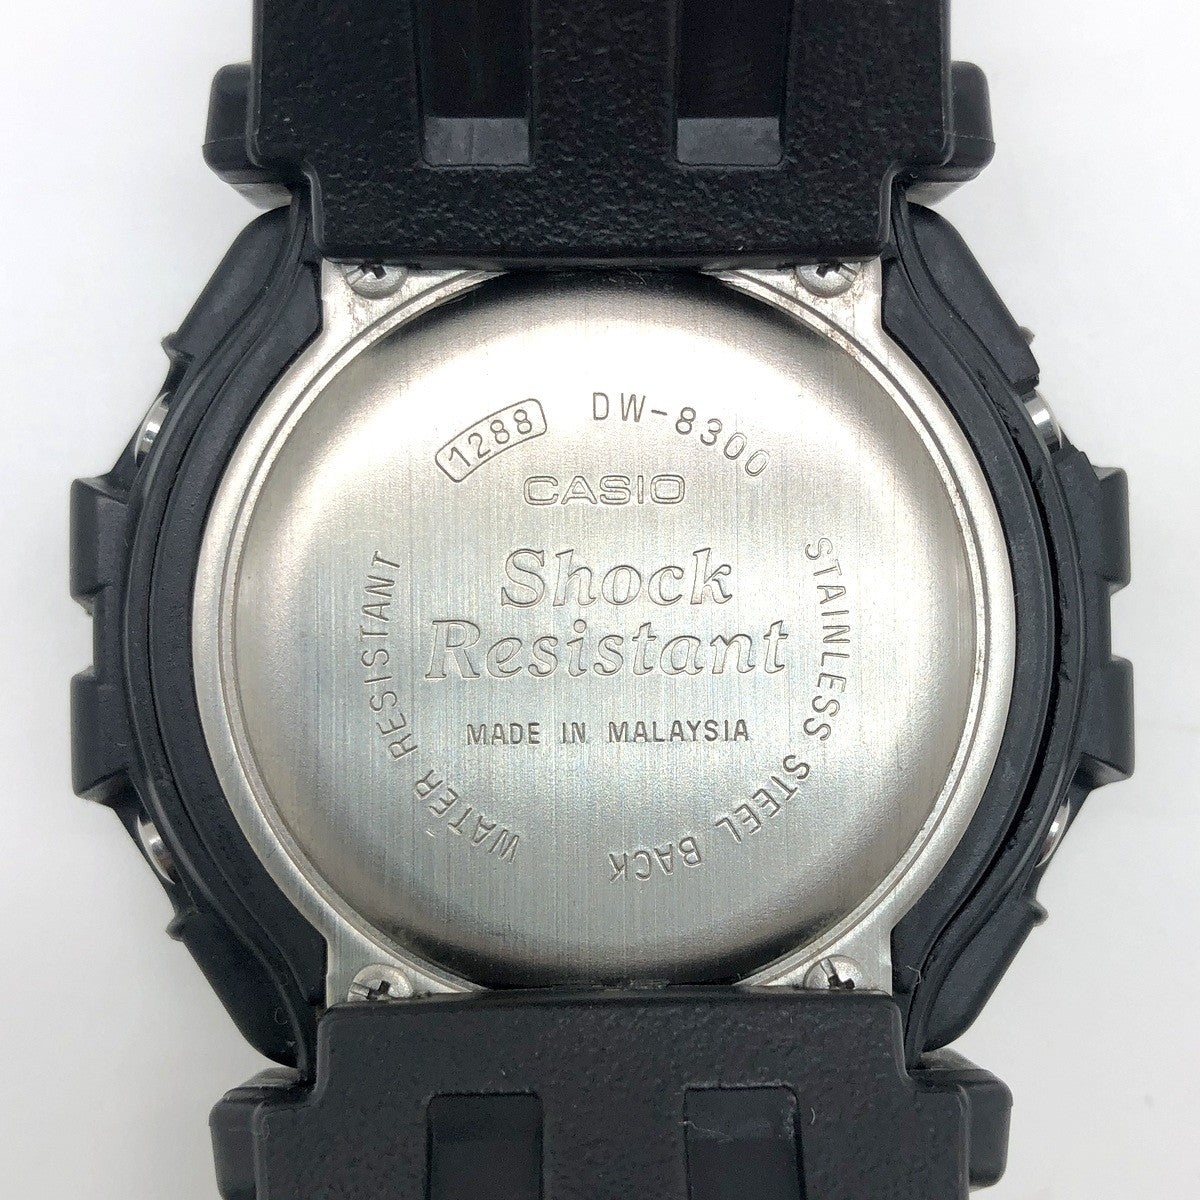 1288 DW-8300
CASIO
Shock
Resistant
MADE IN MALAYSIA
WATER RESISTANT
STAINLESS STEEL BACK